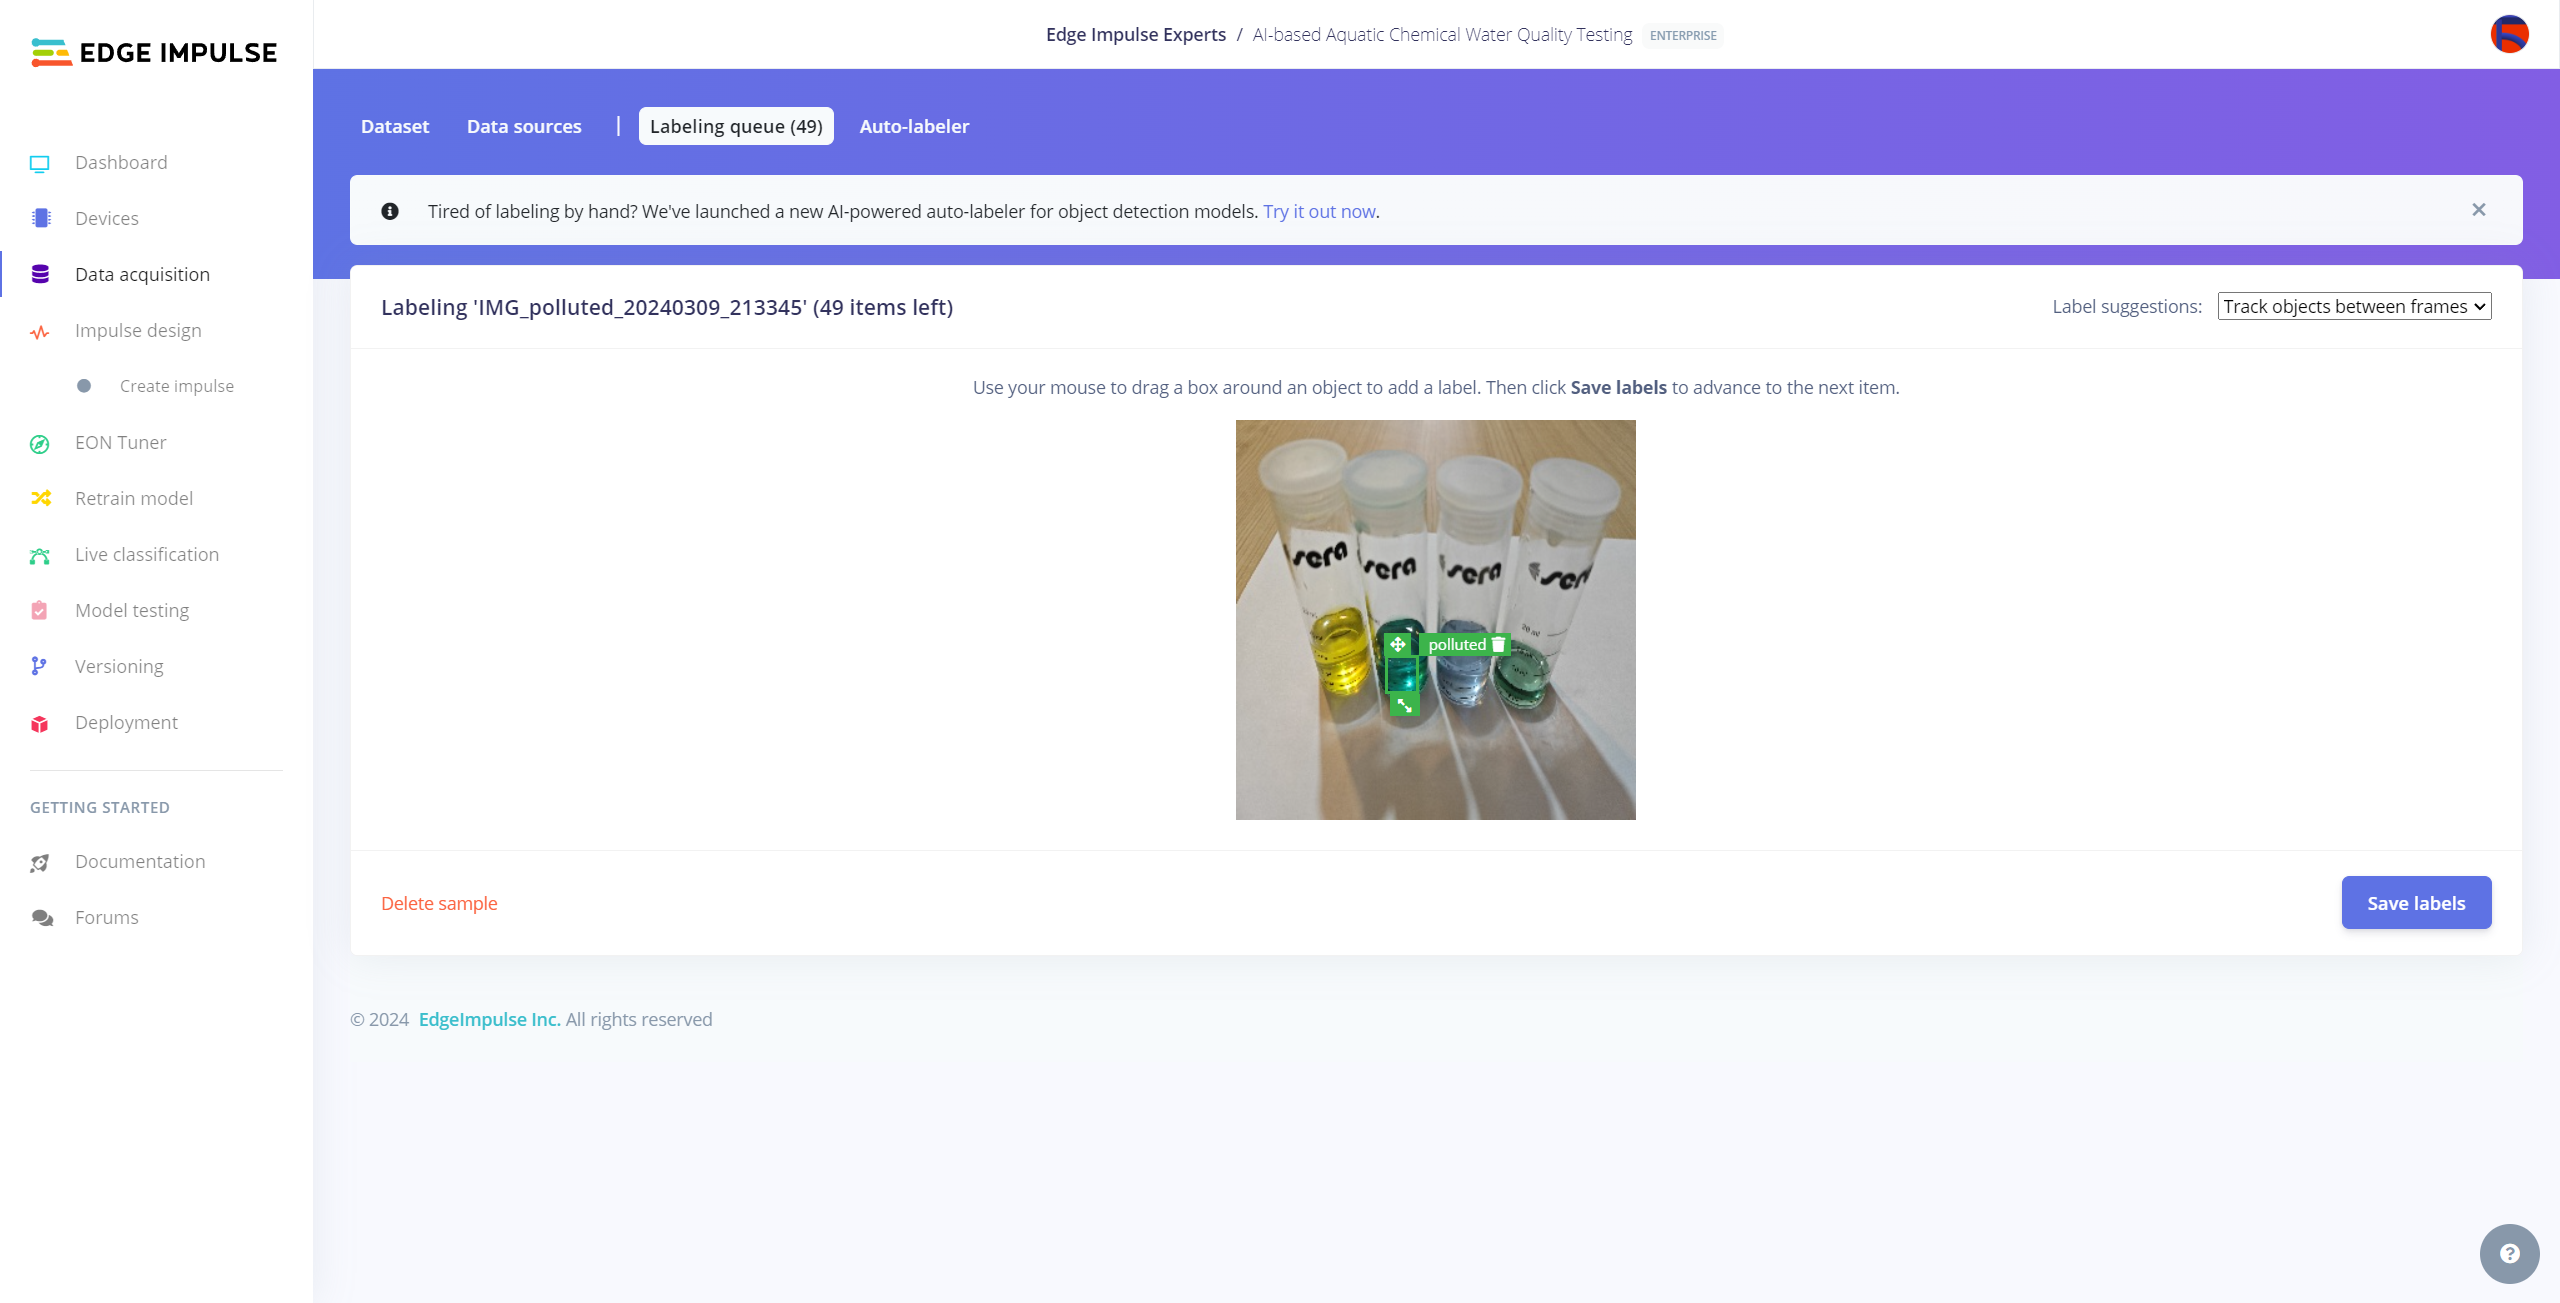 EDGE IMPULSE
Edge Impulse Experts / AI-based Aquatic Chemical Water Quality Testing ENTERPRISE
Dashboard
Devices
Data acquisition
Impulse design
Create impulse
EON Tuner
Retrain model
Live classification
Model testing
Versioning
Deployment
GETTING STARTED
Documentation
Forums
Dataset Data sources | Labeling queue (49) Auto-labeler
Tired of labeling by hand? We've launched a new AI-powered auto-labeler for object detection models. Try it out now.
Labeling 'IMG_polluted_20240309_213345' (49 items left)
Label suggestions: Track objects between frames
Use your mouse to drag a box around an object to add a label. Then click Save labels to advance to the next item.
sera sera sera sera
20 ml
polluted
Delete sample
Save labels
© 2024 EdgeImpulse Inc. All rights reserved